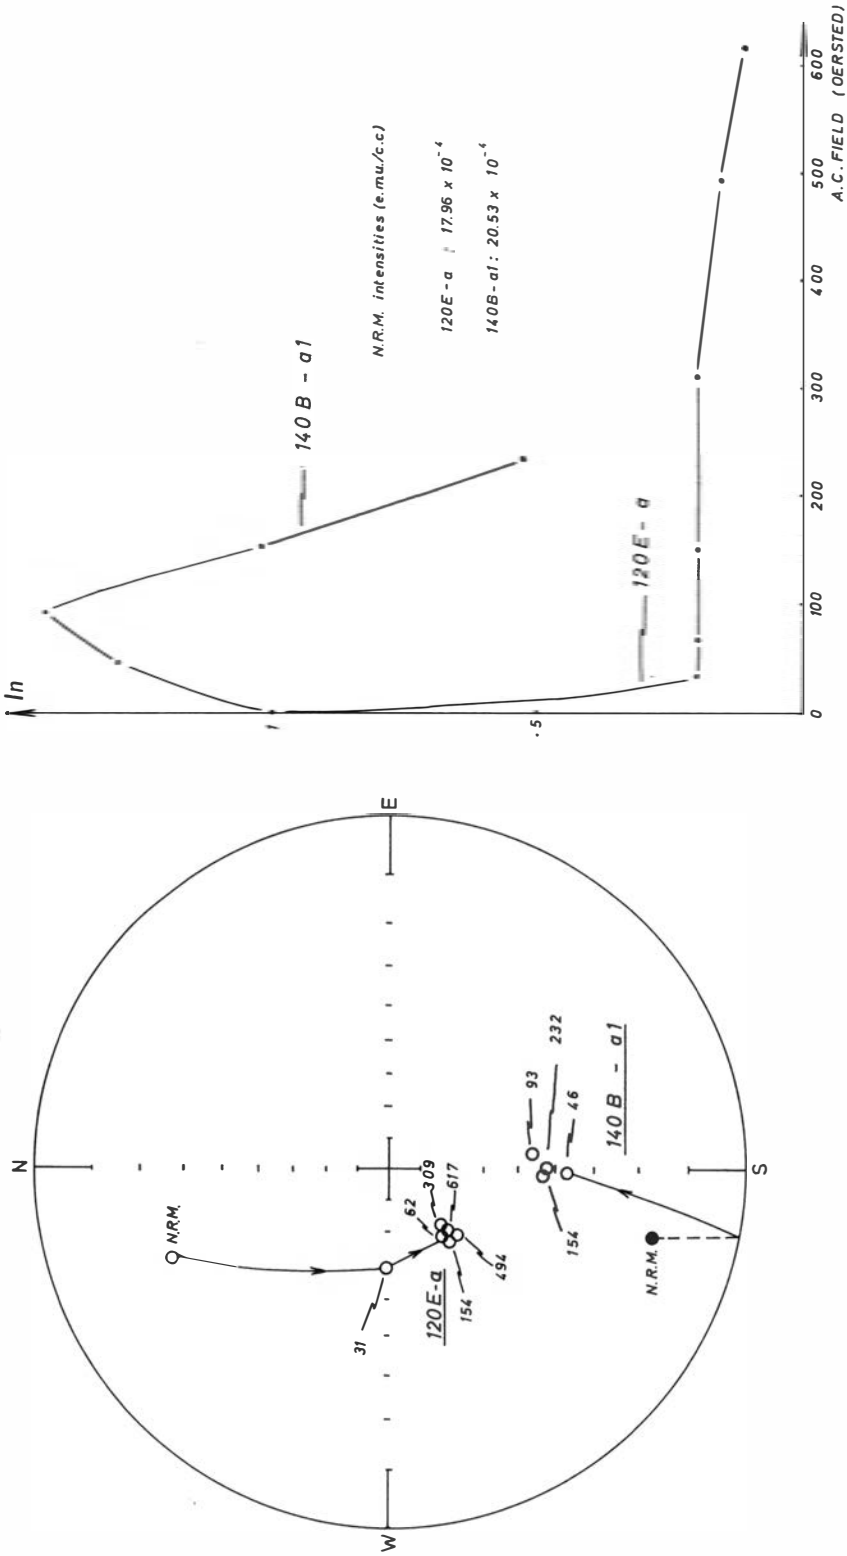 In
1
.5
140 B - a1
120E - a
N.R.M. intensities (e.mu./c.c)
120E - a : 17.96 x 10⁻⁴
140B - a1 : 20.53 x 10⁻⁴
0
100
200
300
400
500
600
A.C. FIELD (OERSTED)
N
E
S
W
N.R.M.
31
62
309
617
494
154
120E-a
93
232
46
154
140 B - a1
N.R.M.